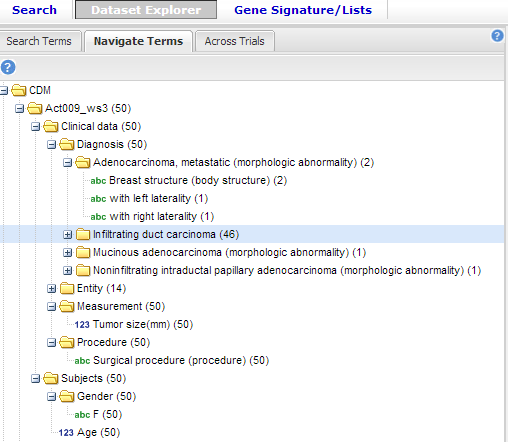 Search Dataset Explorer Gene Signature/Lists
Search Terms Navigate Terms Across Trials ?
?
CDM
Act009_ws3 (50)
Clinical data (50)
Diagnosis (50)
Adenocarcinoma, metastatic (morphologic abnormality) (2)
abc Breast structure (body structure) (2)
abc with left laterality (1)
abc with right laterality (1)
Infiltrating duct carcinoma (46)
Mucinous adenocarcinoma (morphologic abnormality) (1)
Noninfiltrating intraductal papillary adenocarcinoma (morphologic abnormality) (1)
Entity (14)
Measurement (50)
123 Tumor size(mm) (50)
Procedure (50)
abc Surgical procedure (procedure) (50)
Subjects (50)
Gender (50)
abc F (50)
123 Age (50)